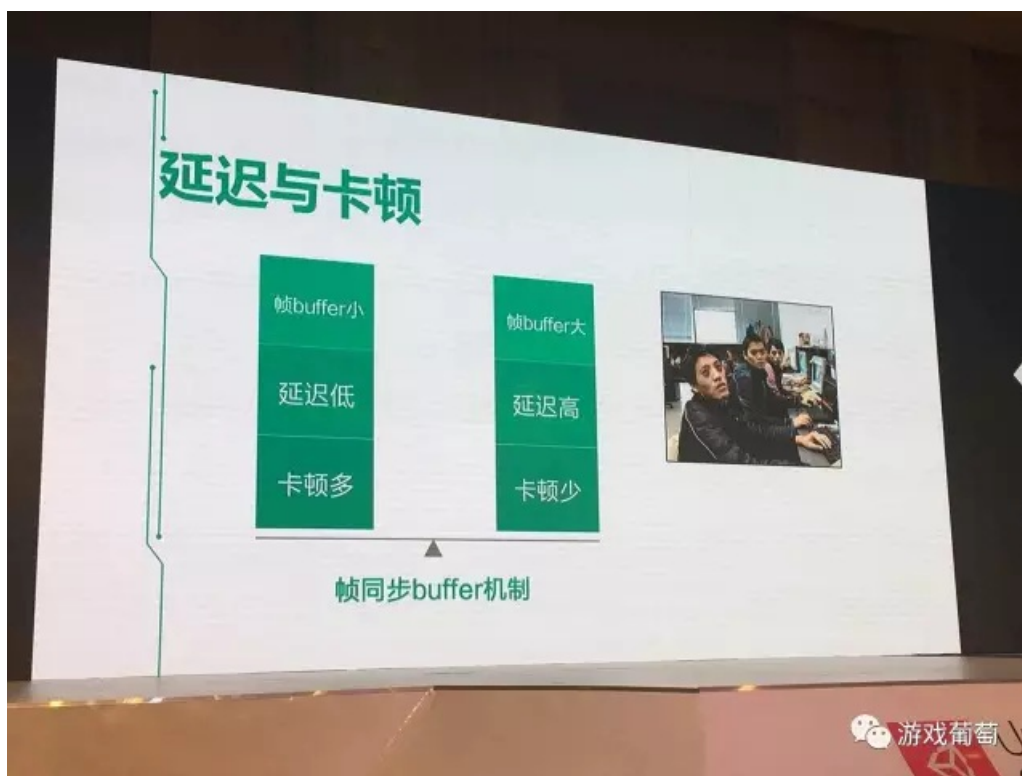 延迟与卡顿
帧buffer小
延迟低
卡顿多
帧buffer大
延迟高
卡顿少
帧同步buffer机制
游戏葡萄